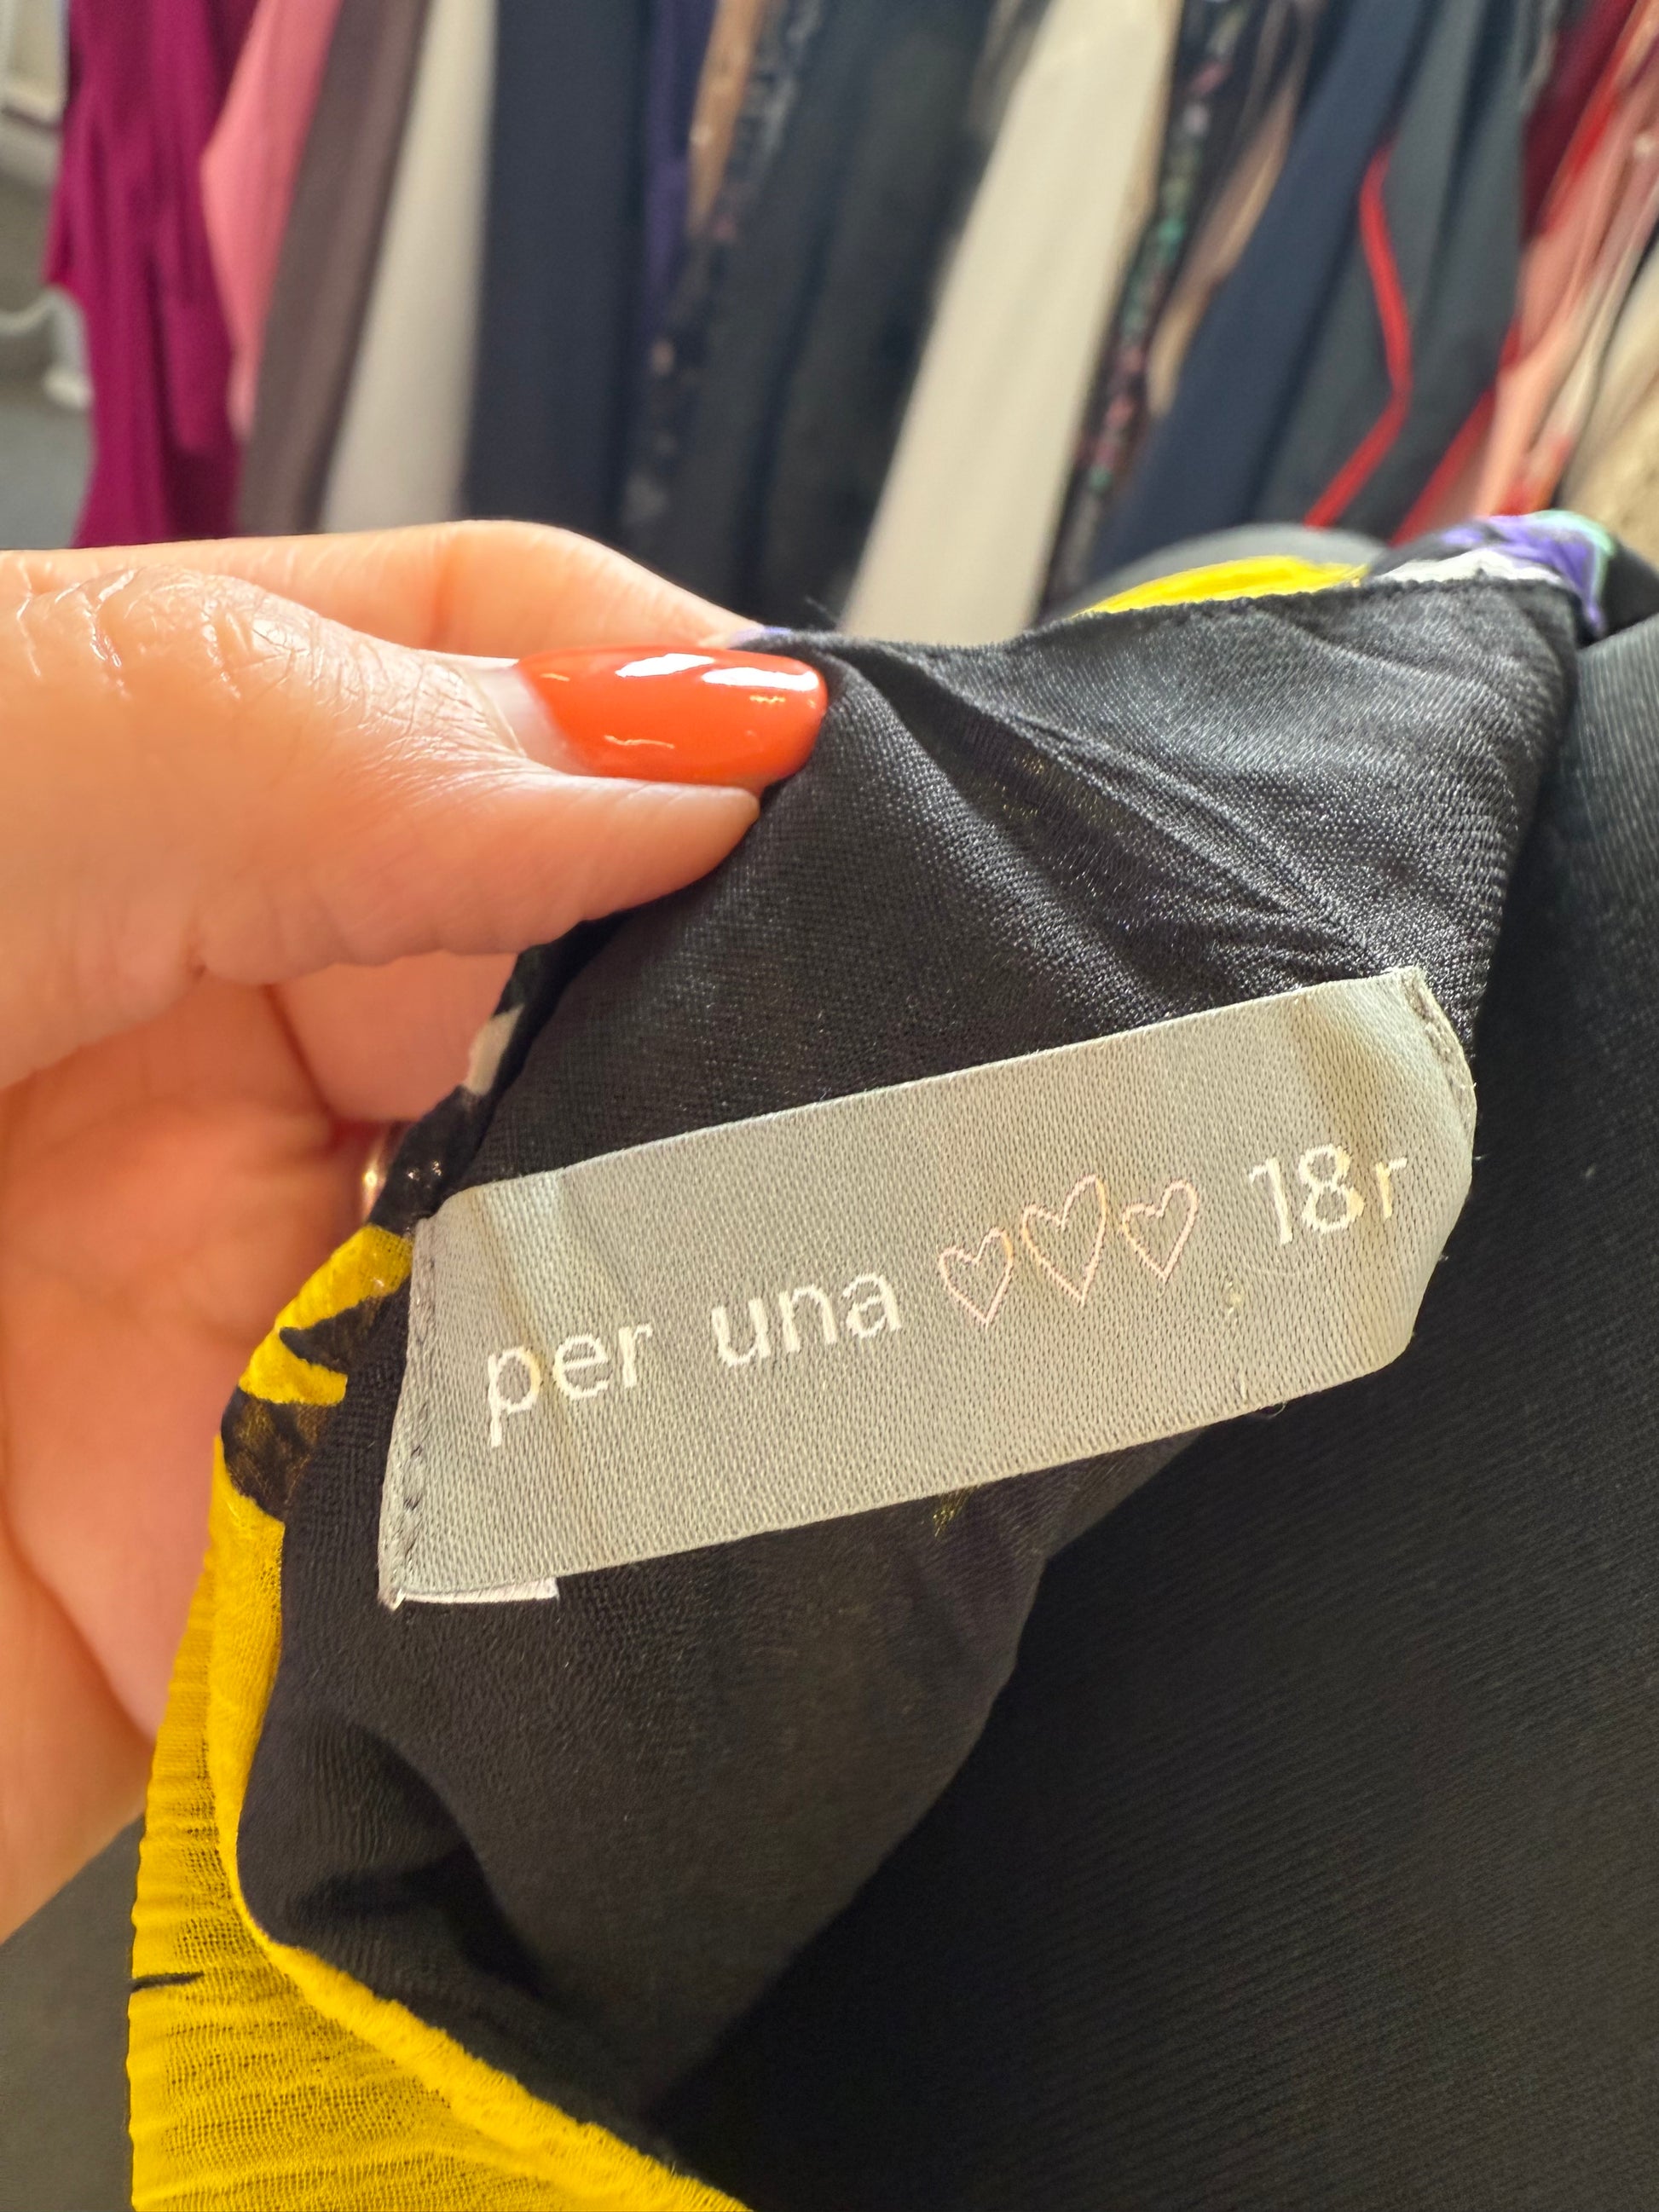 per una ♡♡♡ 18r